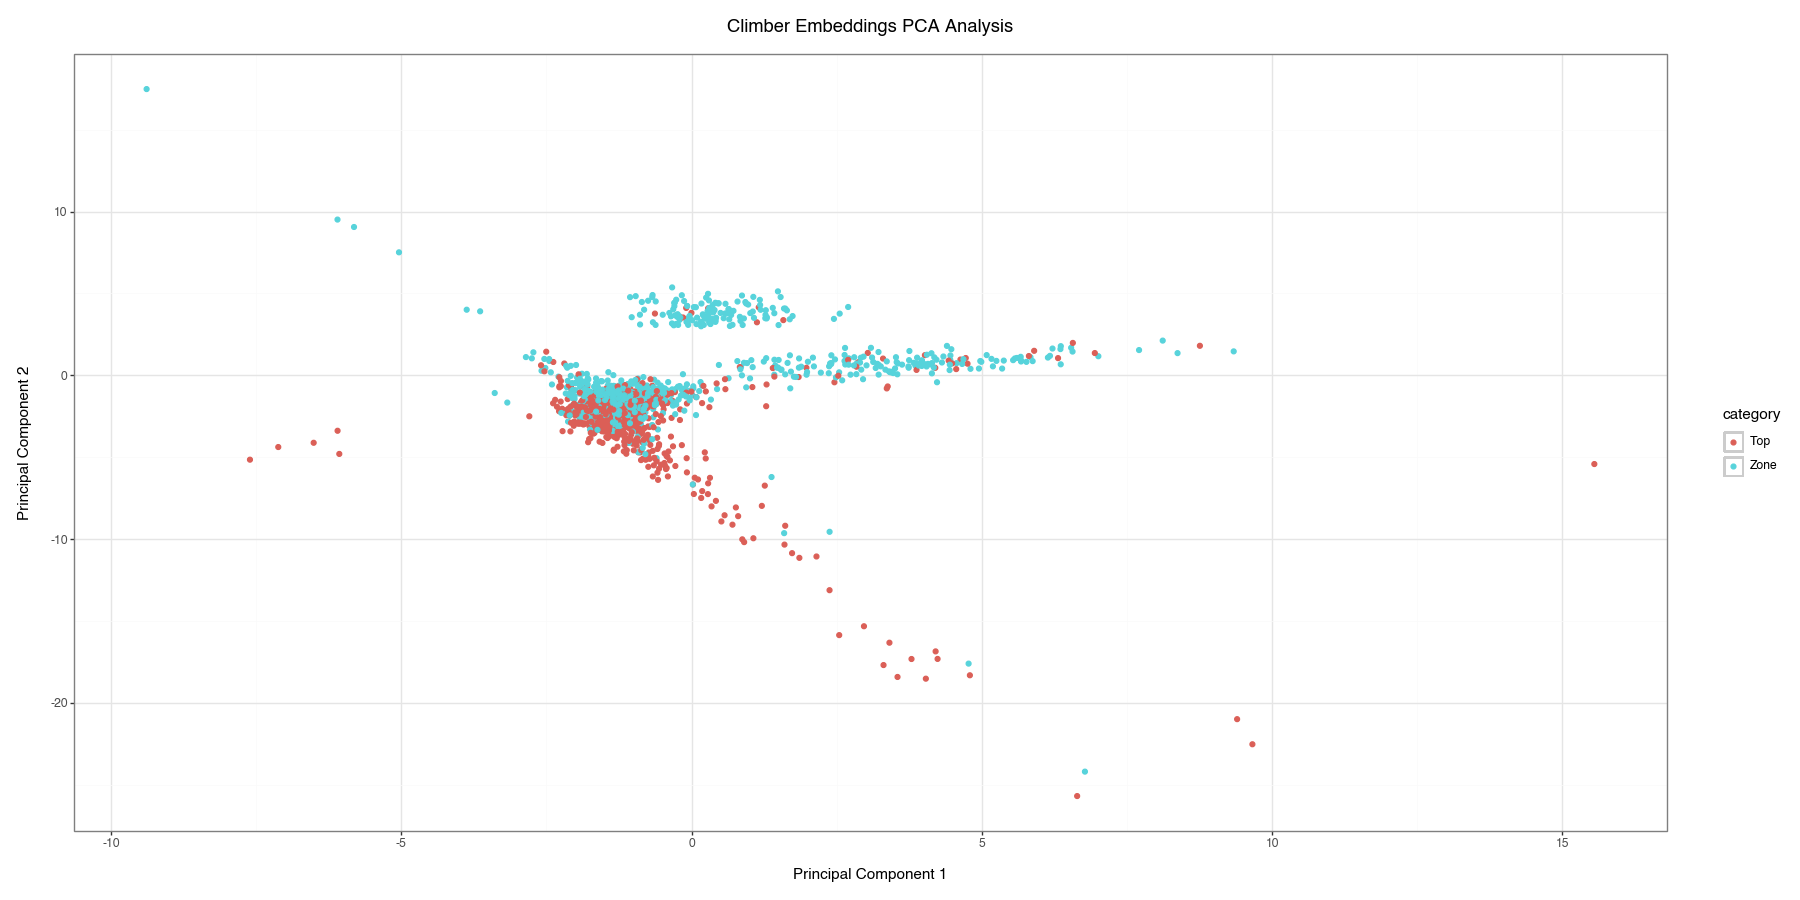 Climber Embeddings PCA Analysis
10
0
-10
-20
Principal Component 2
-10
-5
0
5
10
15
Principal Component 1
category
Top
Zone